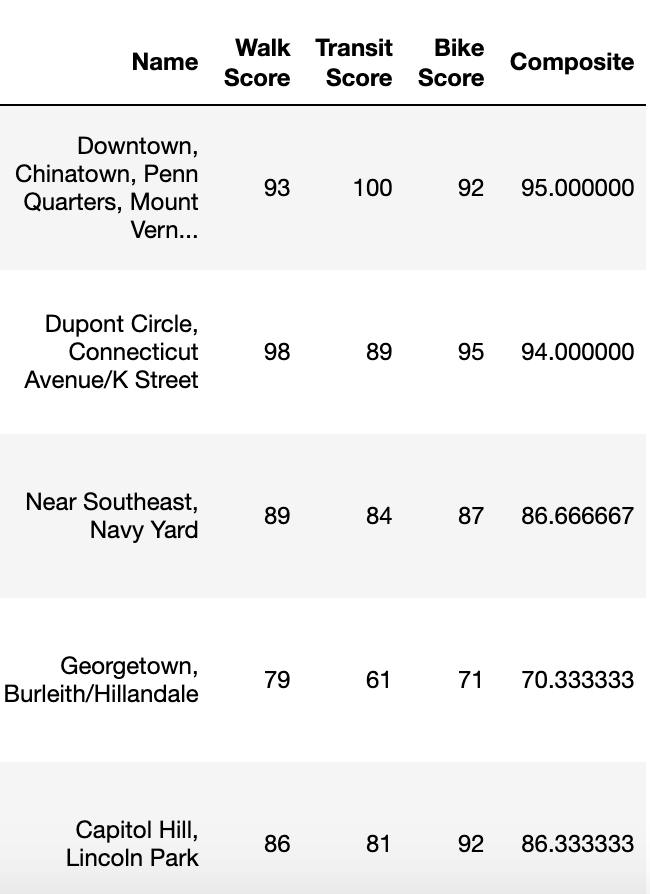 Name Walk Score Transit Score Bike Score Composite
Downtown,
Chinatown, Penn
Quarters, Mount
Vern... 93 100 92 95.000000
Dupont Circle,
Connecticut
Avenue/K Street 98 89 95 94.000000
Near Southeast,
Navy Yard 89 84 87 86.666667
Georgetown,
Burleith/Hillandale 79 61 71 70.333333
Capitol Hill,
Lincoln Park 86 81 92 86.333333